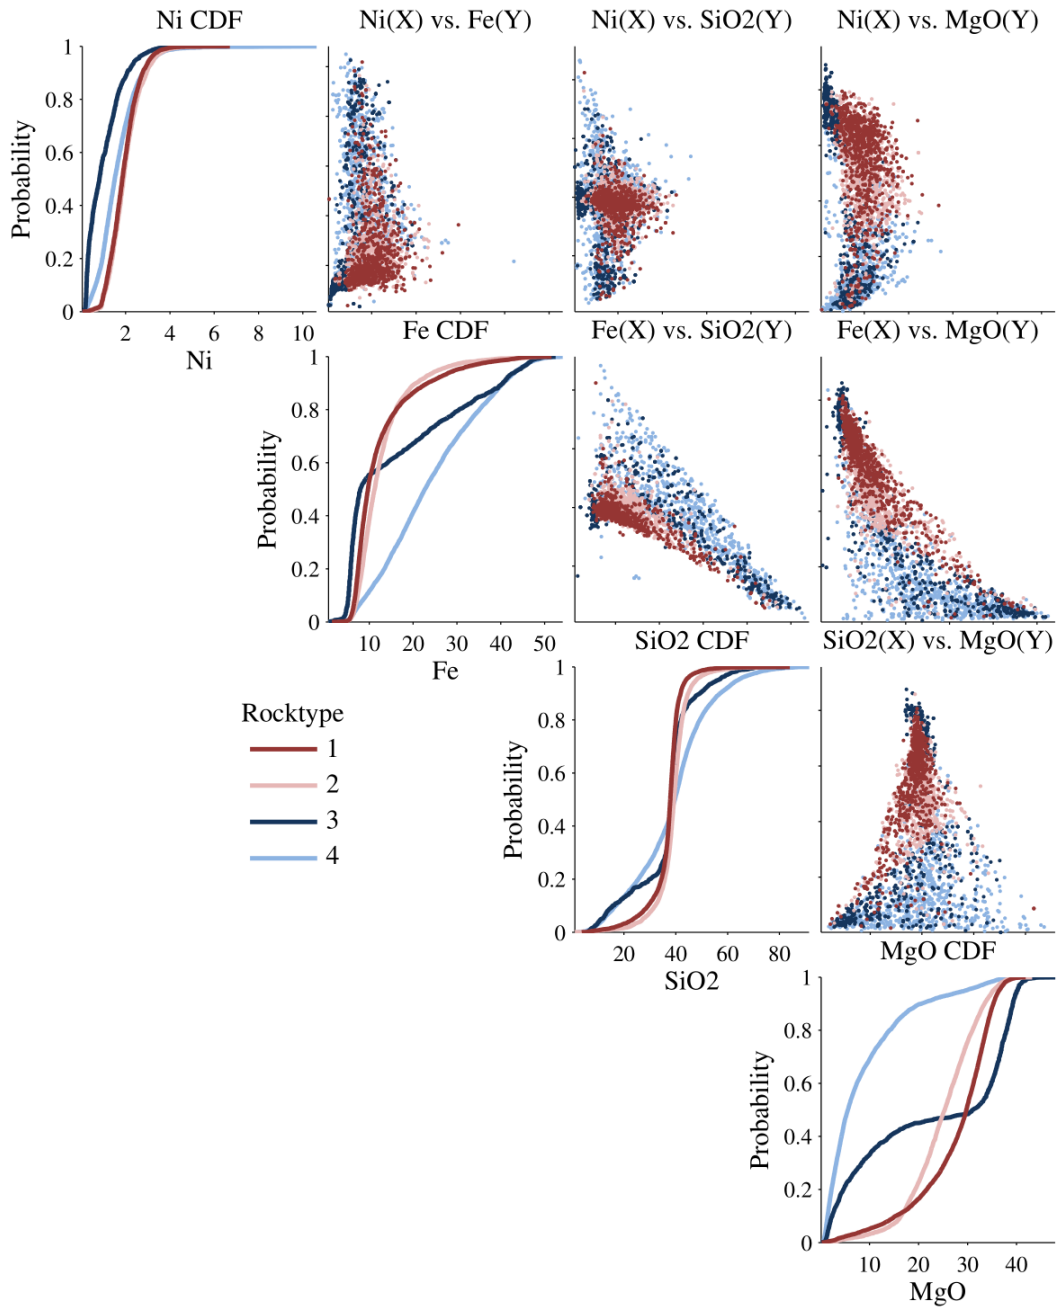 Ni CDF
Ni(X) vs. Fe(Y)
Ni(X) vs. SiO2(Y)
Ni(X) vs. MgO(Y)
1
0.8
0.6
0.4
0.2
0
Probability
2 4 6 8 10
Ni
Fe CDF
Fe(X) vs. SiO2(Y)
Fe(X) vs. MgO(Y)
1
0.8
0.6
0.4
0.2
0
Probability
10 20 30 40 50
Fe
SiO2 CDF
SiO2(X) vs. MgO(Y)
1
0.8
0.6
0.4
0.2
0
Probability
20 40 60 80
SiO2
Rocktype
1
2
3
4
MgO CDF
1
0.8
0.6
0.4
0.2
0
Probability
10 20 30 40
MgO